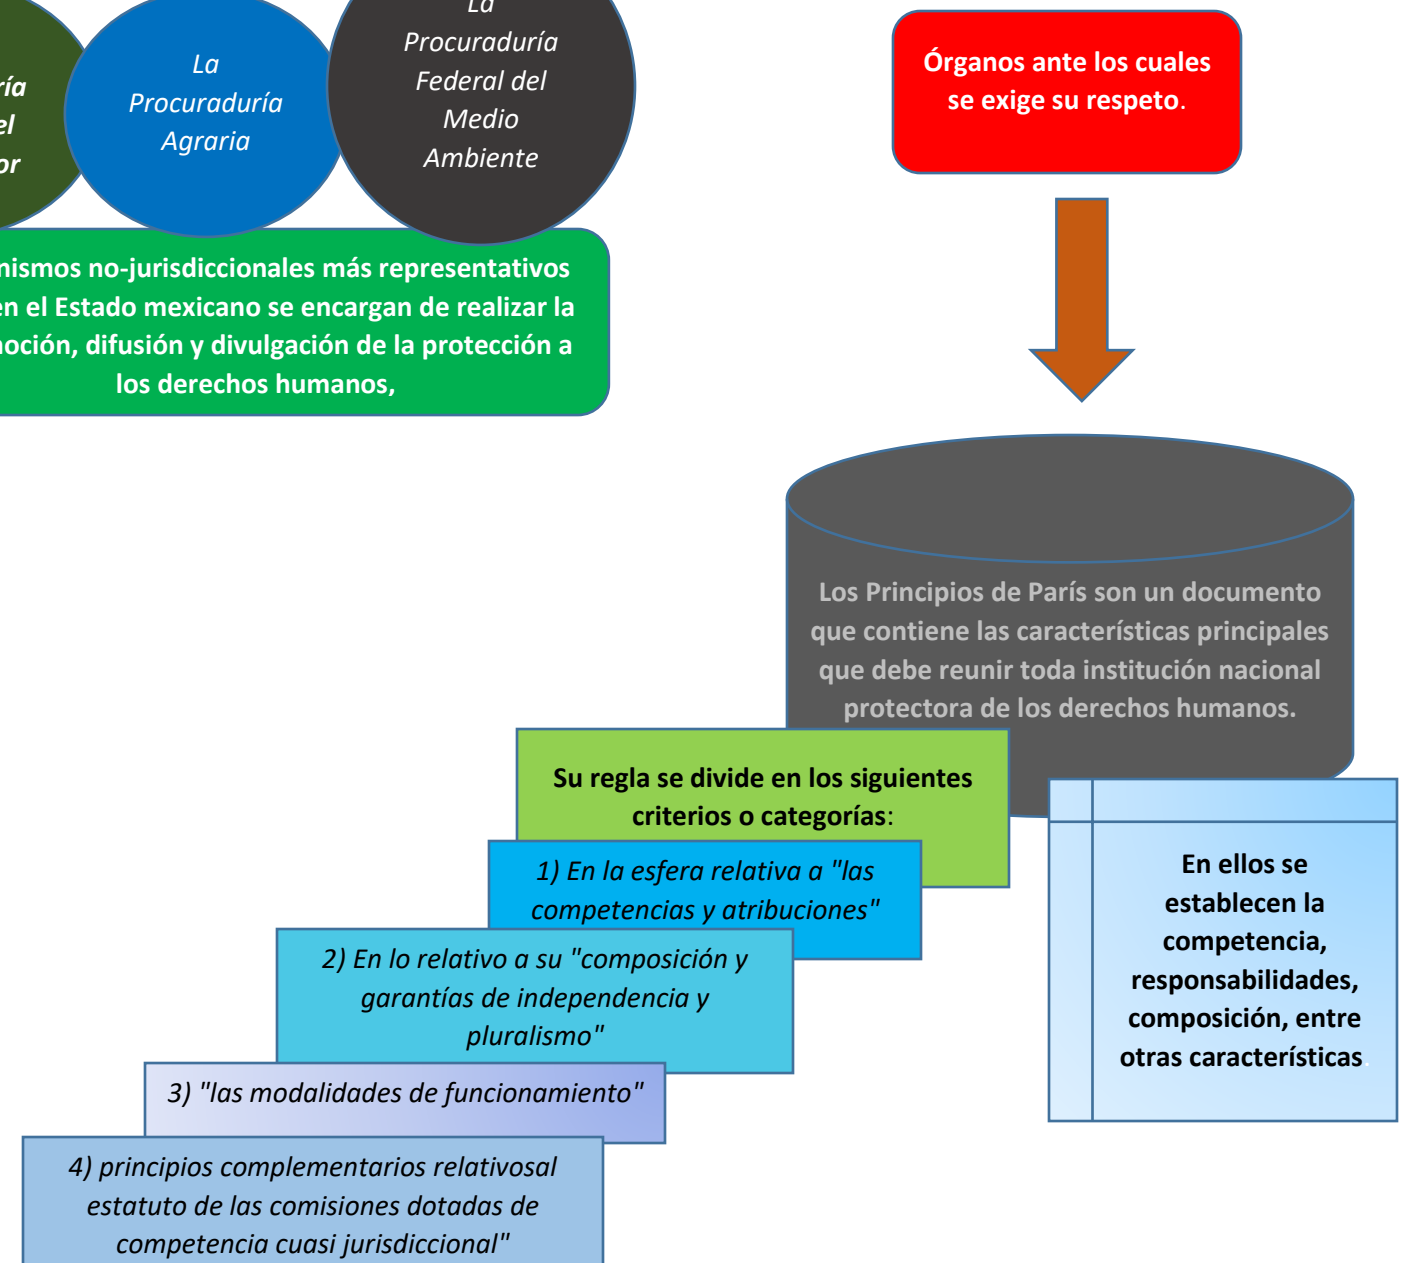 ría
el
or
La
Procuraduría
Agraria
La
Procuraduría
Federal del
Medio
Ambiente
nismos no-jurisdiccionales más representativos
en el Estado mexicano se encargan de realizar la
noción, difusión y divulgación de la protección a
los derechos humanos,
Órganos ante los cuales
se exige su respeto.
Los Principios de París son un documento
que contiene las características principales
que debe reunir toda institución nacional
protectora de los derechos humanos.
Su regla se divide en los siguientes
criterios o categorías:
1) En la esfera relativa a "las
competencias y atribuciones"
2) En lo relativo a su "composición y
garantías de independencia y
pluralismo"
3) "las modalidades de funcionamiento"
4) principios complementarios relativosal
estatuto de las comisiones dotadas de
competencia cuasi jurisdiccional"
En ellos se
establecen la
competencia,
responsabilidades,
composición, entre
otras características.